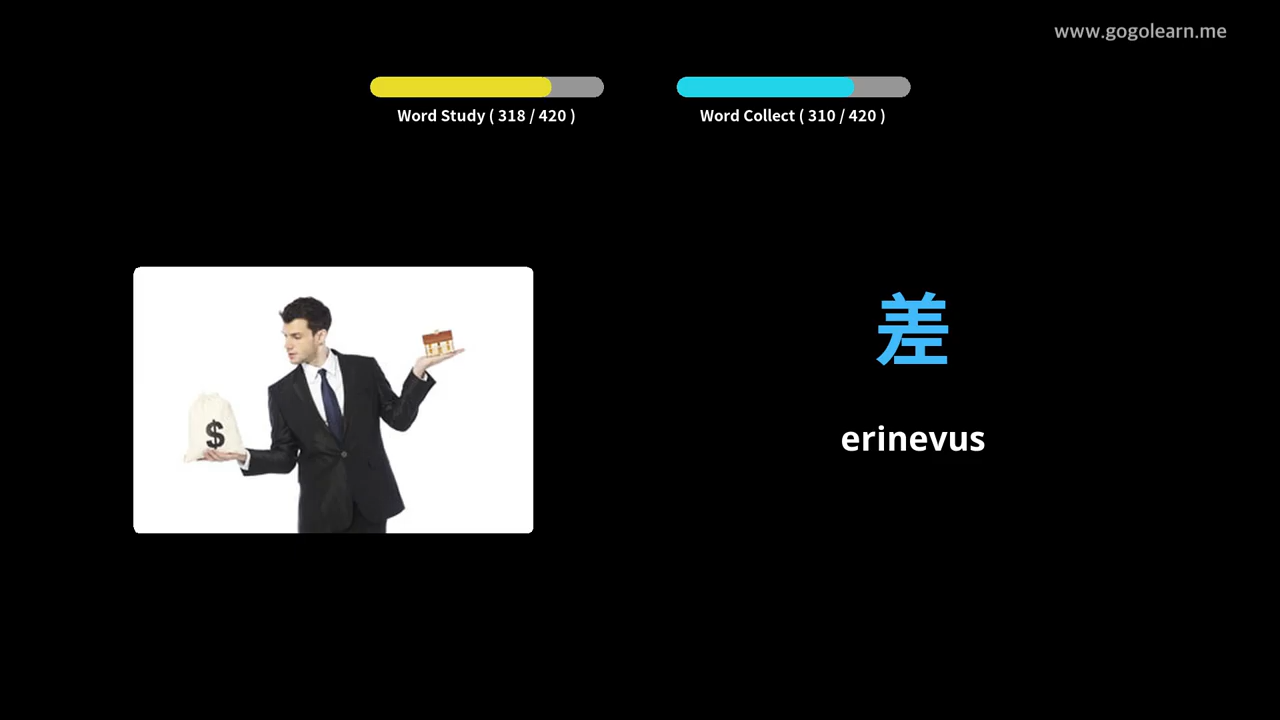 www.gogolearn.me
Word Study ( 318 / 420 )
Word Collect ( 310 / 420 )
差
erinevus
$